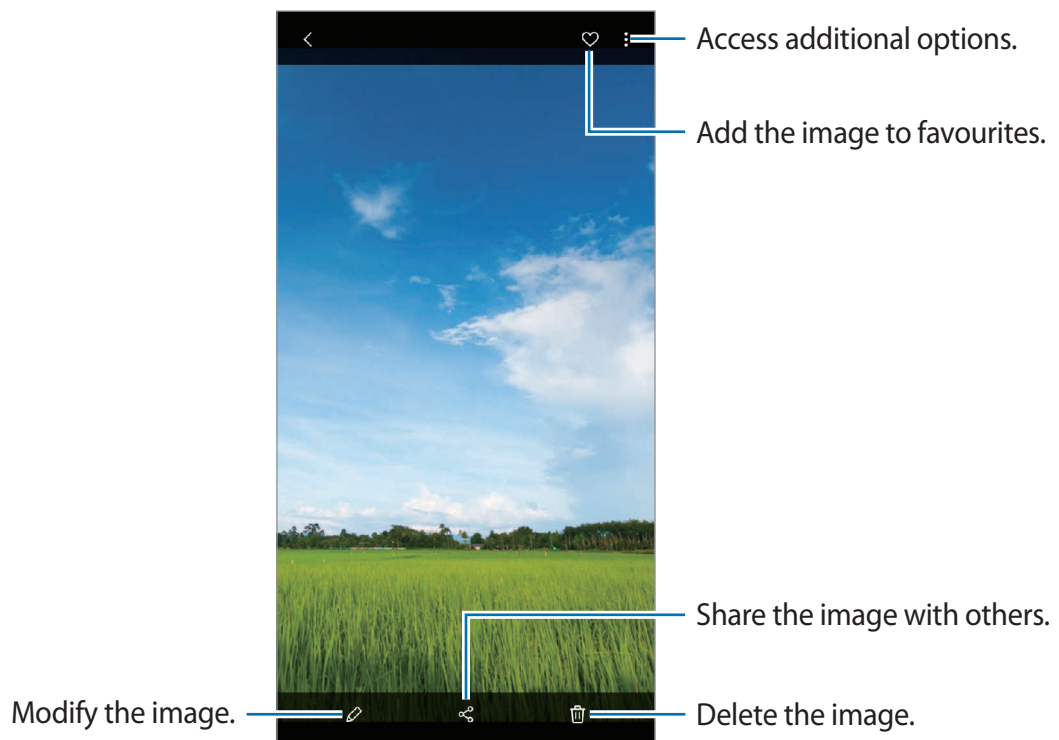 Access additional options.
Add the image to favourites.
Share the image with others.
Modify the image.
Delete the image.